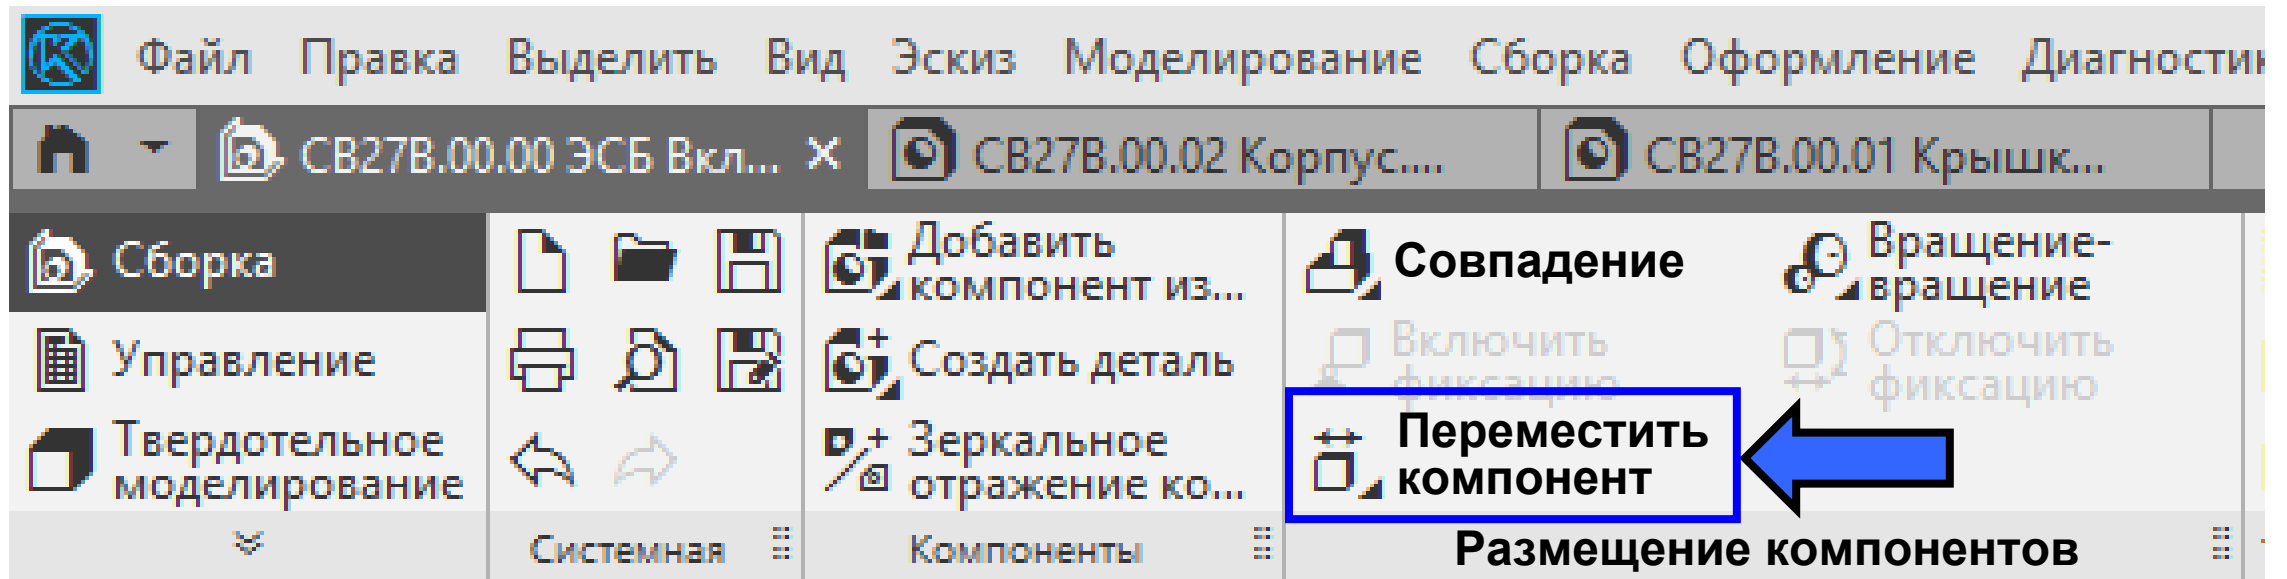 Файл Правка Выделить Вид Эскиз Моделирование Сборка Оформление Диагностик
СВ27В.00.00 ЭСБ Вкл... СВ27В.00.02 Корпус.... СВ27В.00.01 Крышк...
Сборка
Управление
Твердотельное
моделирование
Системная
Добавить
компонент из...
Создать деталь
Зеркальное
отражение ко...
Компоненты
Совпадение
Вращение-
вращение
Включить
фиксацию
Отключить
фиксацию
Переместить
компонент
Размещение компонентов